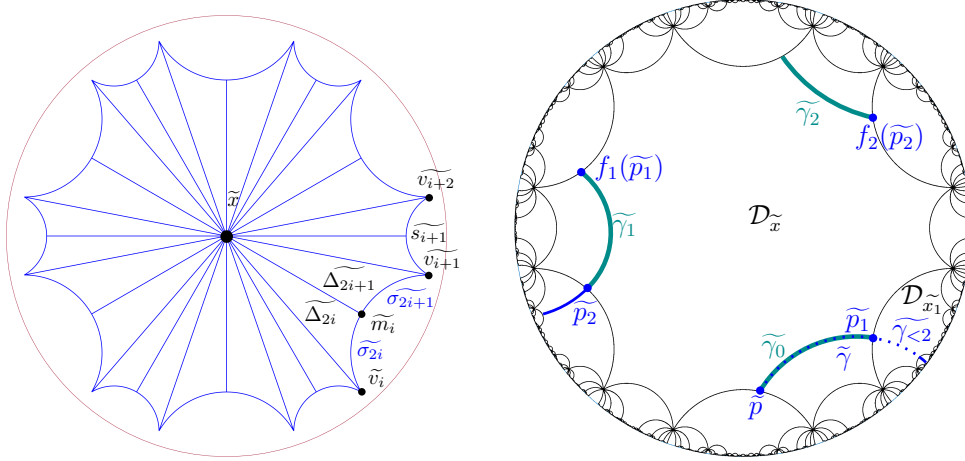 x̃
ṽ_{i+2}
s̃_{i+1}
ṽ_{i+1}
Δ̃_{2i+1}
σ̃_{2i+1}
Δ̃_{2i}
m̃_i
σ̃_{2i}
ṽ_i
γ̃_2
f_2(p̃_2)
f_1(p̃_1)
𝒟_{x̃}
γ̃_1
𝒟_{x̃_1}
p̃_2
p̃_1
γ̃_{<2}
γ̃_0
γ̃
p̃